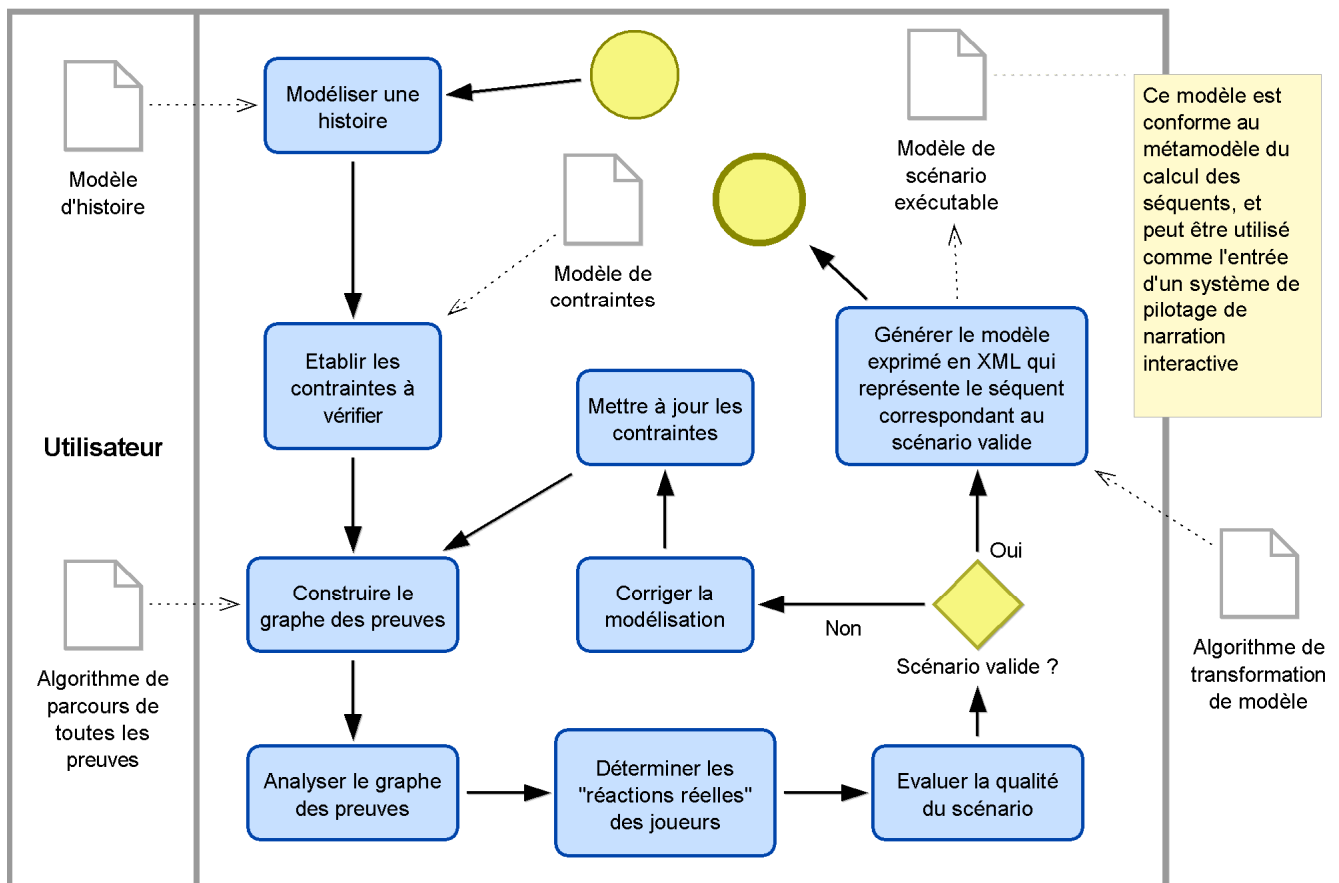 Modéliser une
histoire
Modèle
d'histoire
Modèle de
contraintes
Modèle de
scénario
exécutable
Ce modèle est
conforme au
métamodèle du
calcul des
séquents, et
peut être utilisé
comme l'entrée
d'un système de
pilotage de
narration
interactive
Etablir les
contraintes à
vérifier
Mettre à jour les
contraintes
Générer le modèle
exprimé en XML qui
représente le séquent
correspondant au
scénario valide
Utilisateur
Construire le
graphe des preuves
Corriger la
modélisation
Non
Oui
Scénario valide ?
Algorithme de
parcours de
toutes les
preuves
Algorithme de
transformation
de modèle
Analyser le graphe
des preuves
Déterminer les
"réactions réelles"
des joueurs
Evaluer la qualité
du scénario